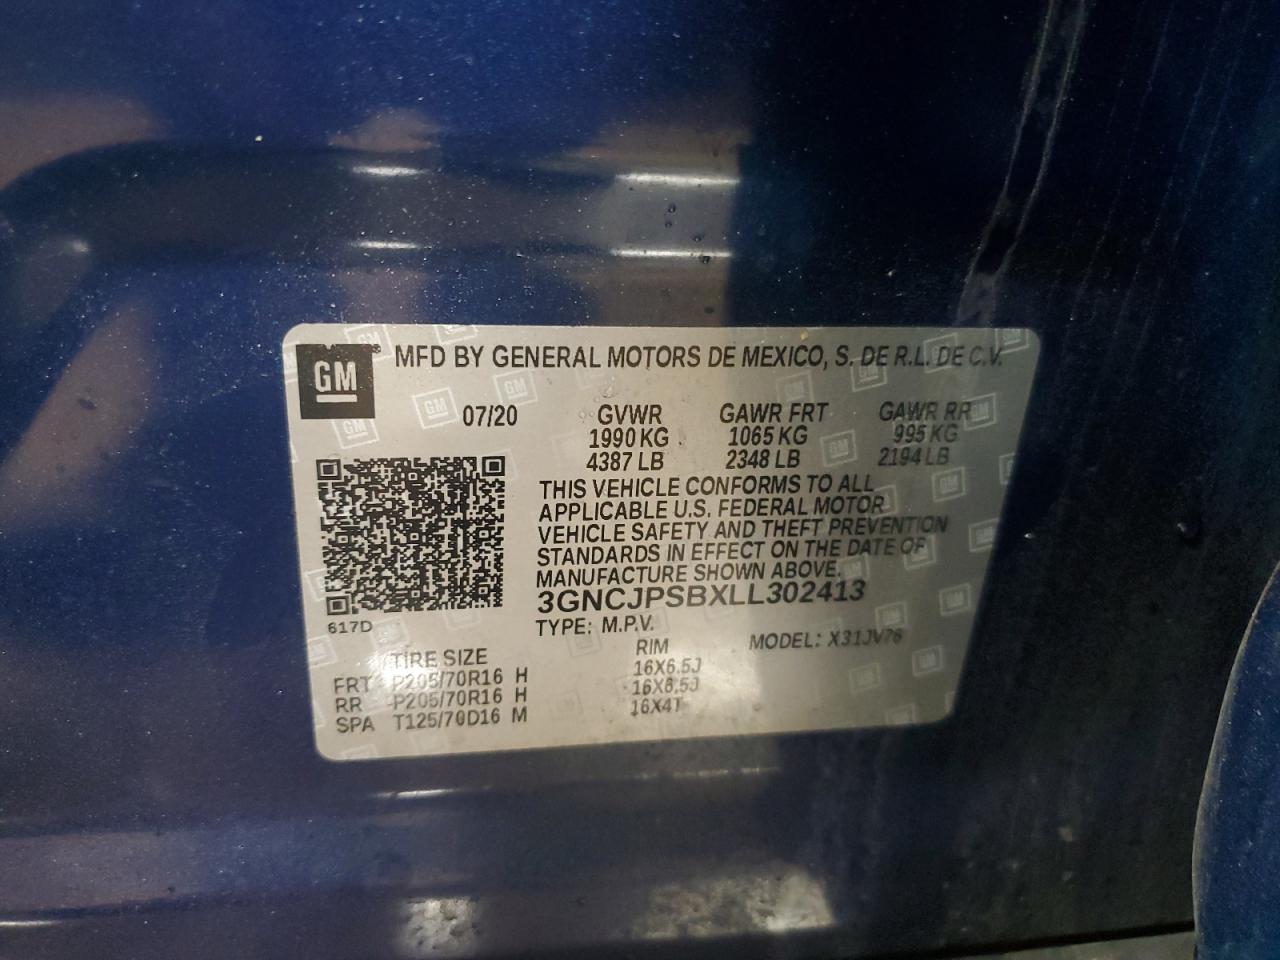 GM
MFD BY GENERAL MOTORS DE MEXICO, S. DE R.L. DE C.V.
07/20 GVWR GAWR FRT GAWR RR
1990 KG 1065 KG 995 KG
4387 LB 2348 LB 2194 LB
THIS VEHICLE CONFORMS TO ALL
APPLICABLE U.S. FEDERAL MOTOR
VEHICLE SAFETY AND THEFT PREVENTION
STANDARDS IN EFFECT ON THE DATE OF
MANUFACTURE SHOWN ABOVE.
3GNCJPSBXLL302413
617D
TYPE: M.P.V. MODEL: X31JV76
TIRE SIZE RIM
FRT P205/70R16 H 16X6.5J
RR P205/70R16 H 16X6.5J
SPA T125/70D16 M 16X4T